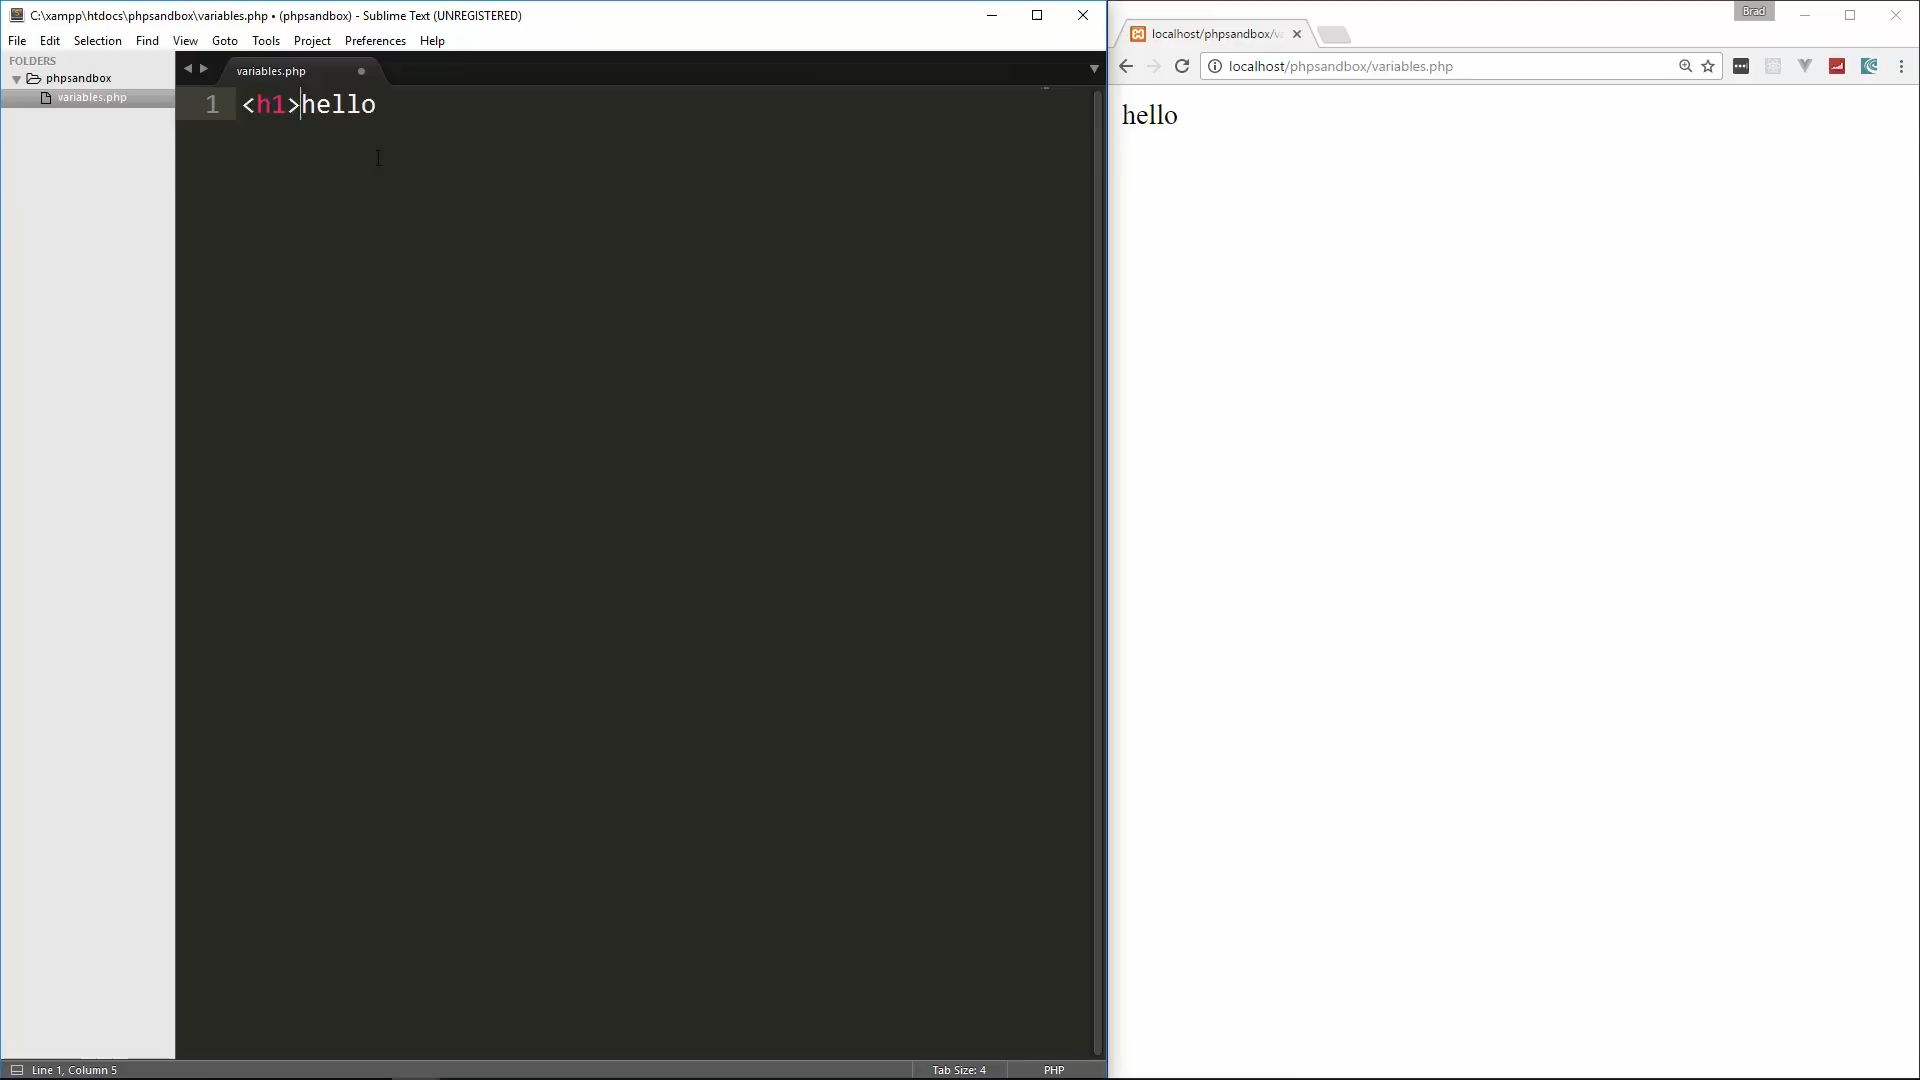 C:\xampp\htdocs\phpsandbox\variables.php • (phpsandbox) - Sublime Text (UNREGISTERED)
File Edit Selection Find View Goto Tools Project Preferences Help
FOLDERS
phpsandbox
variables.php
variables.php
1 <h1>hello
Line 1, Column 5
Tab Size: 4
PHP
Brad
localhost/phpsandbox/v
localhost/phpsandbox/variables.php
hello